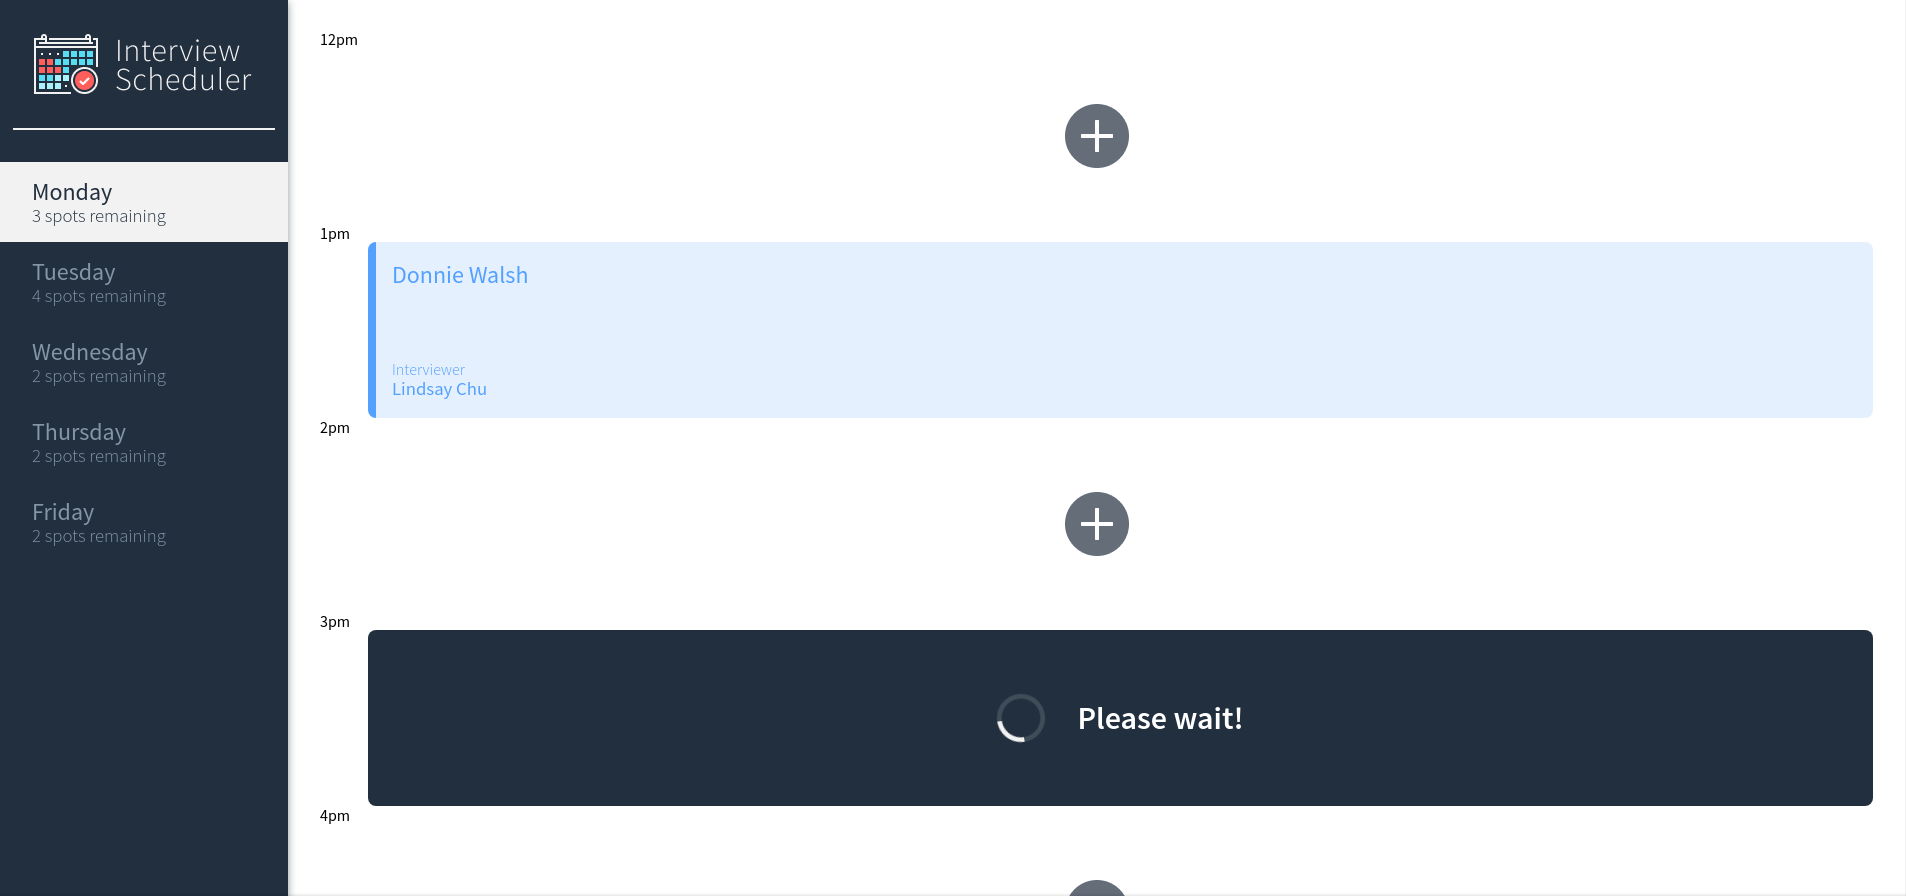 Interview
Scheduler
Monday
3 spots remaining
Tuesday
4 spots remaining
Wednesday
2 spots remaining
Thursday
2 spots remaining
Friday
2 spots remaining
12pm
1pm
Donnie Walsh
Interviewer
Lindsay Chu
2pm
3pm
Please wait!
4pm